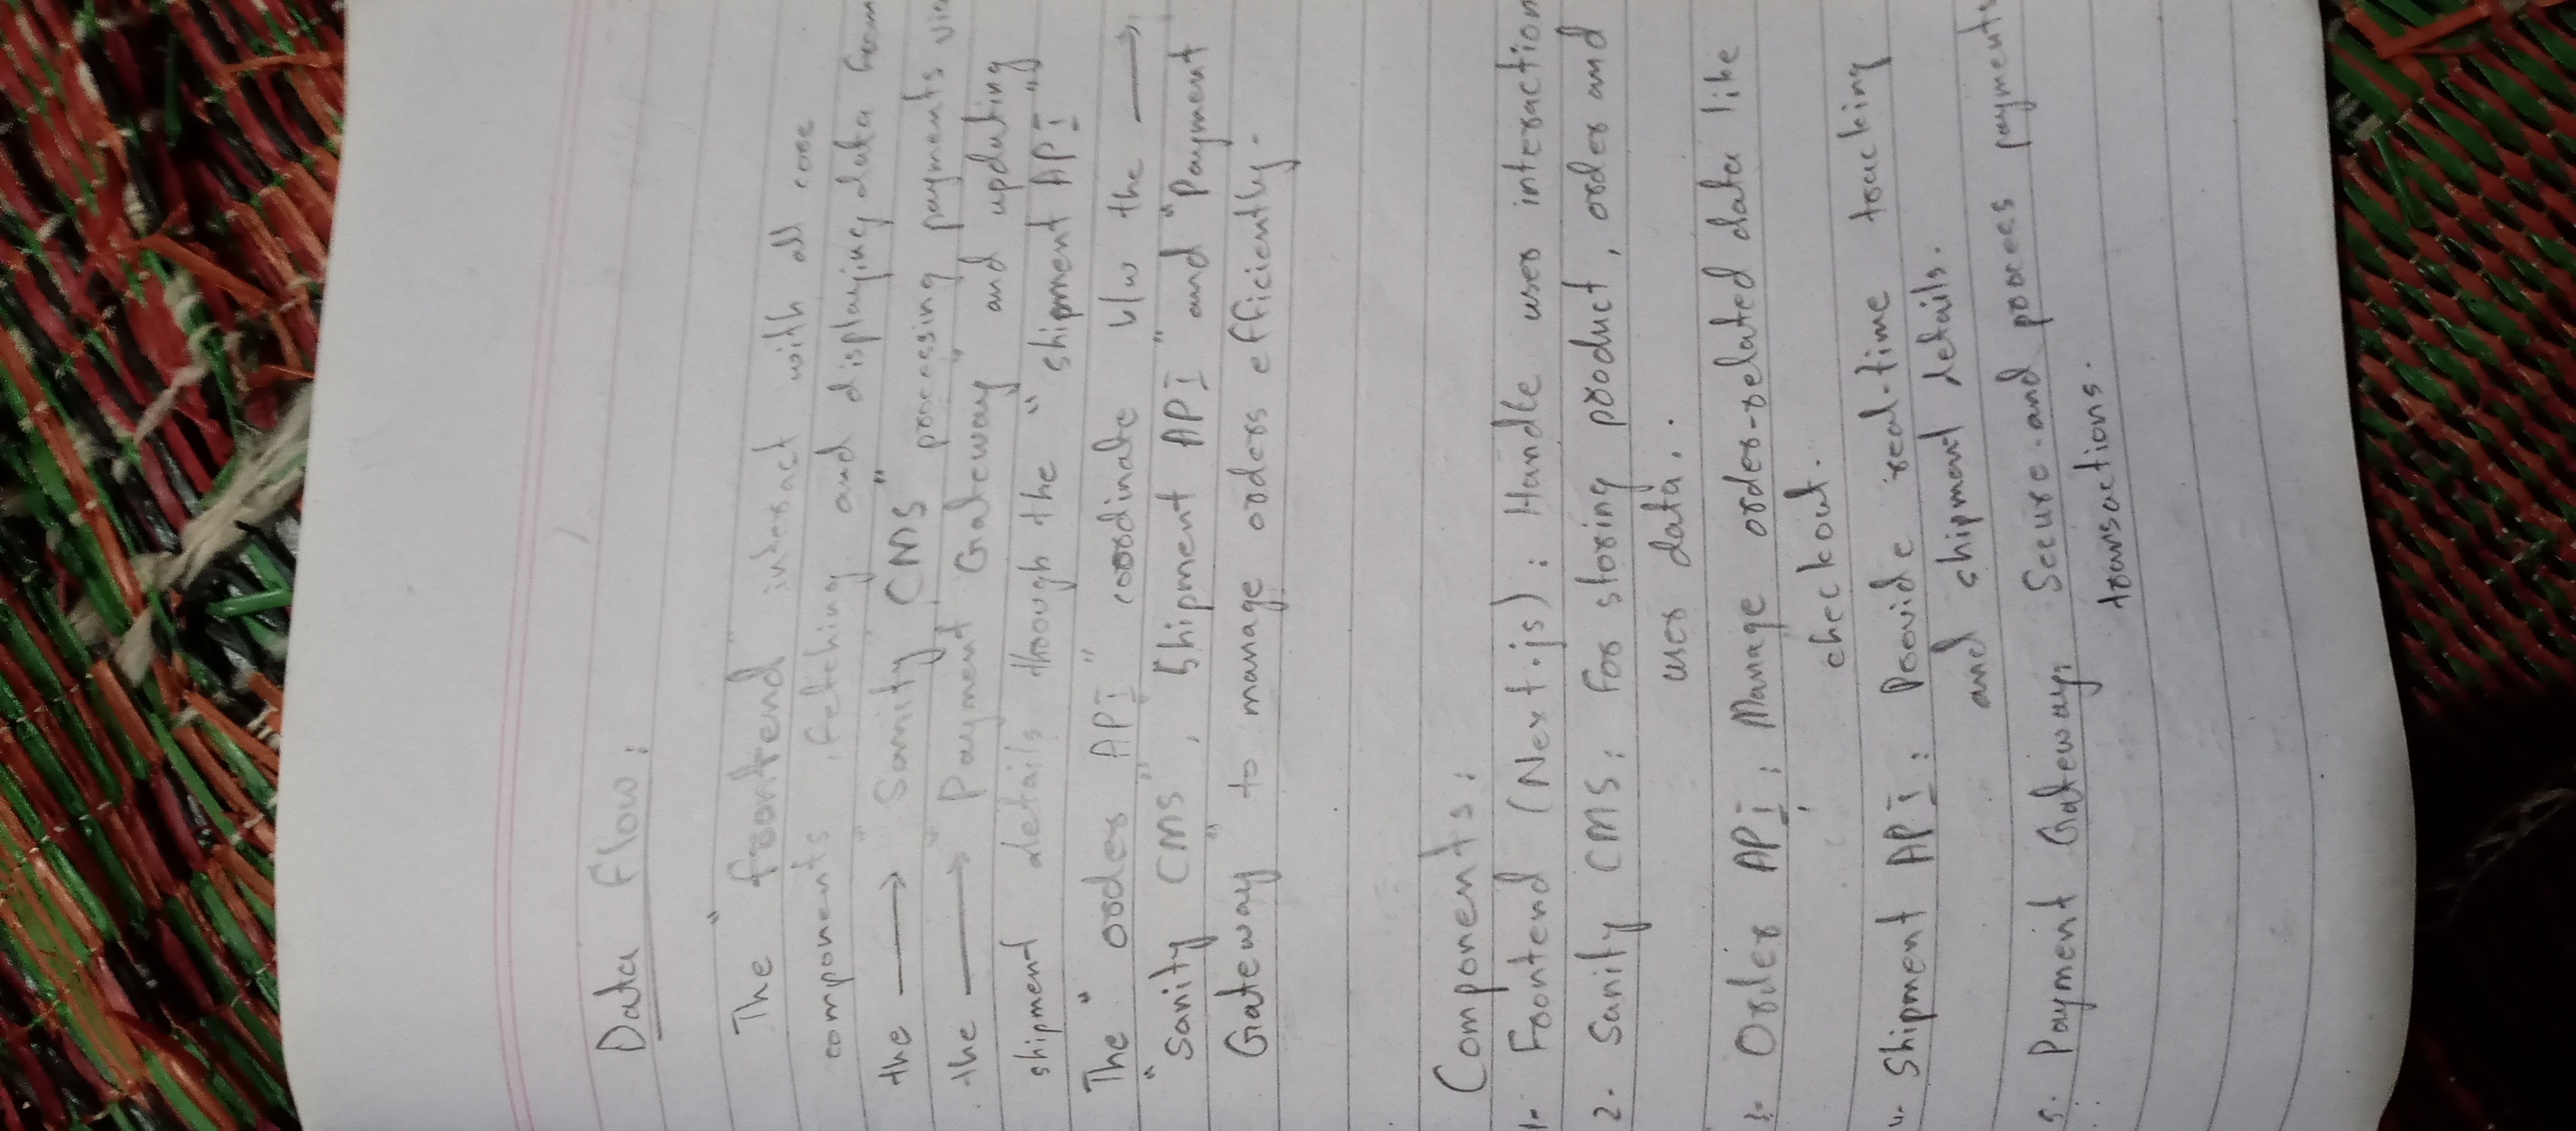 Data Flow:
The "frontend" interact with all core
components, fetching and displaying data from
the → "Sanity CMS" processing payments via
the → "Payment Gateway" and updating
shipment details through the "shipment API"
The "order API" coordinate b/w the →
"Sanity CMS", Shipment API" and "Payment
Gateway" to manage orders efficiently.
Components:
1- Frontend (Next.js): Handle user interaction
2- Sanity CMS: For storing product, order and
user data.
3- Order API: Manage order-related data like
checkout.
4- Shipment API: Provide real-time tracking
and shipment details.
5. Payment Gateway: Secure and process payment
transactions.